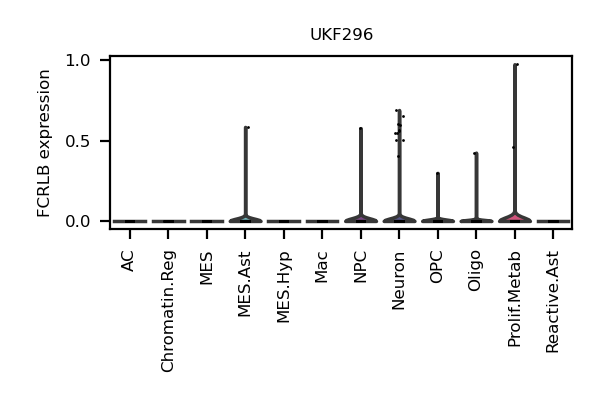 UKF296
FCRLB expression
1.0
0.5
0.0
AC
Chromatin.Reg
MES
MES.Ast
MES.Hyp
Mac
NPC
Neuron
OPC
Oligo
Prolif.Metab
Reactive.Ast